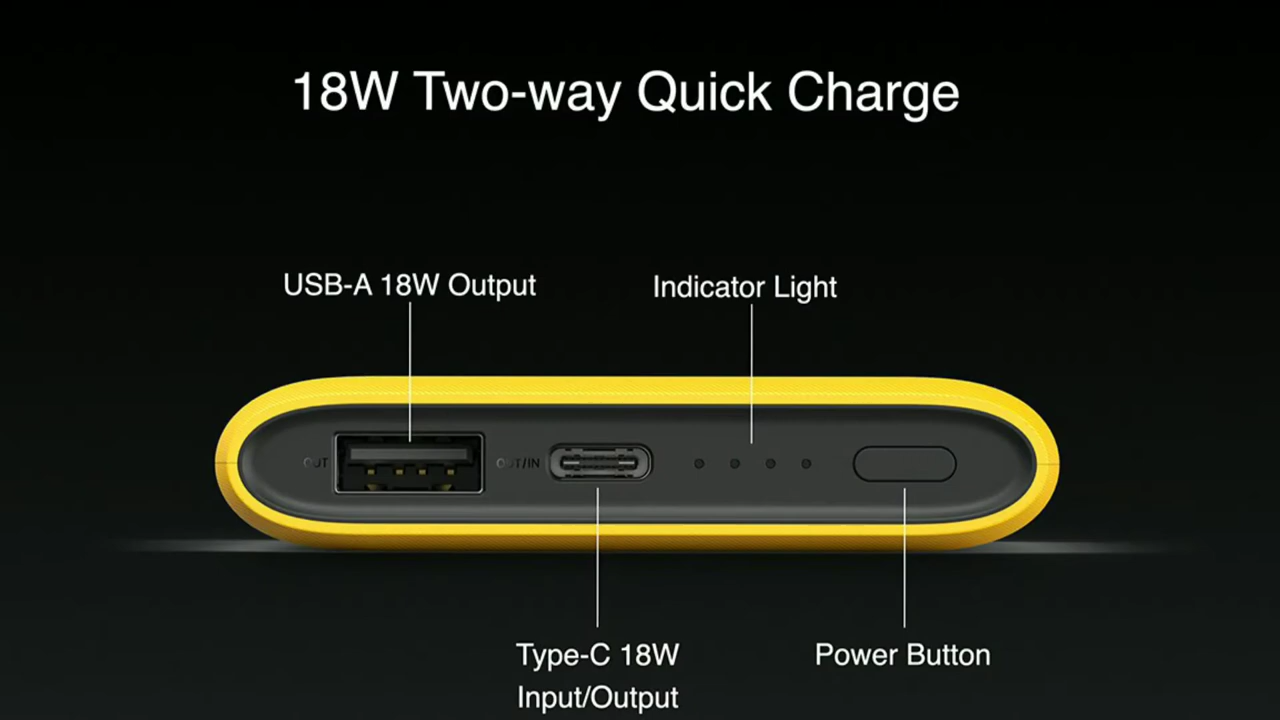 18W Two-way Quick Charge
USB-A 18W Output
Indicator Light
OUT
OUT/IN
Type-C 18W
Input/Output
Power Button